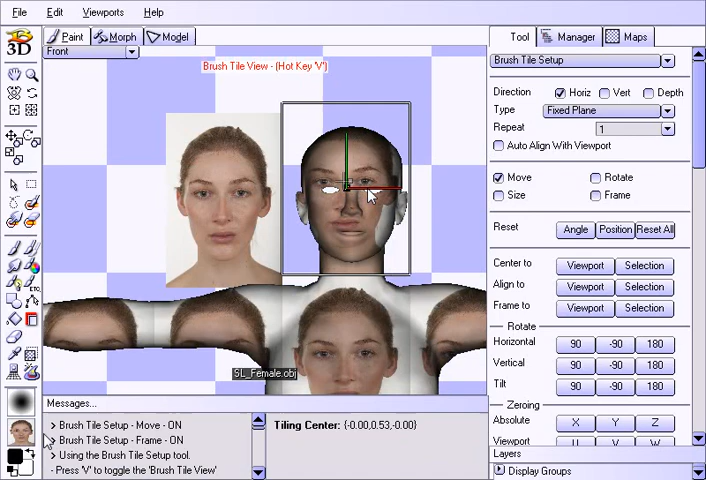 File Edit Viewports Help
3D Paint Morph Model Tool Manager Maps
Front
Brush Tile View - (Hot Key 'V')
Brush Tile Setup
Direction Horiz Vert Depth
Type Fixed Plane
Repeat 1
Auto Align With Viewport
Move Rotate
Size Frame
Reset Angle Position Reset All
Center to Viewport Selection
Align to Viewport Selection
Frame to Viewport Selection
Rotate
Horizontal 90 -90 180
Vertical 90 -90 180
Tilt 90 -90 180
Zeroing
Absolute X Y Z
Viewport U V N
SL_Female.obj
ETC
Messages...
> Brush Tile Setup - Move - ON
> Brush Tile Setup - Frame - ON
> Using the Brush Tile Setup tool.
- Press 'V' to toggle the 'Brush Tile View'
Tiling Center: {-0.00,0.53,-0.00}
Layers
Display Groups